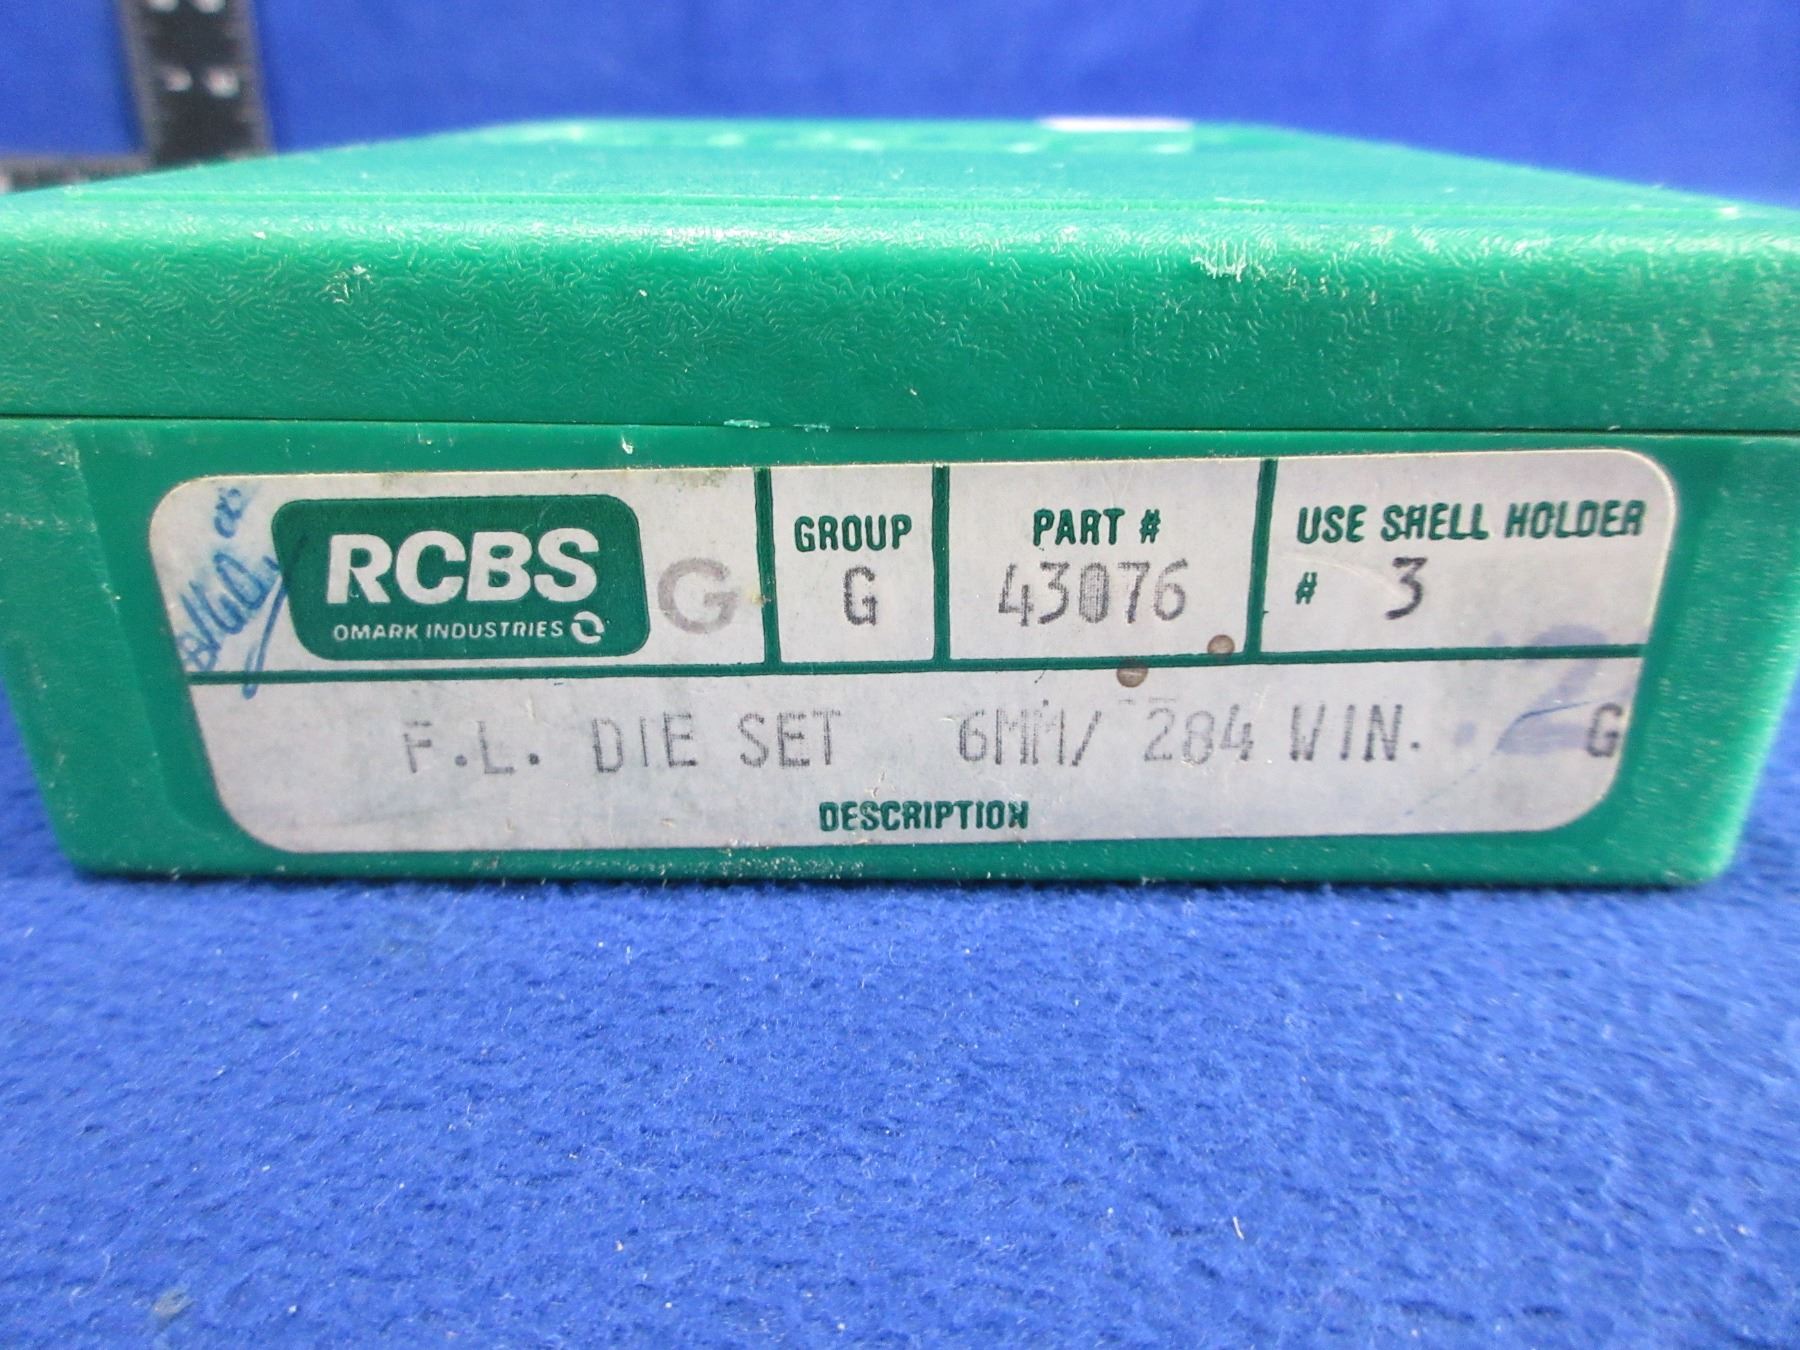 RCBS G
OMARK INDUSTRIES
GROUP
G
PART #
43076
USE SHELL HOLDER
# 3
F.L. DIE SET 6MM/ 284 WIN. G
DESCRIPTION